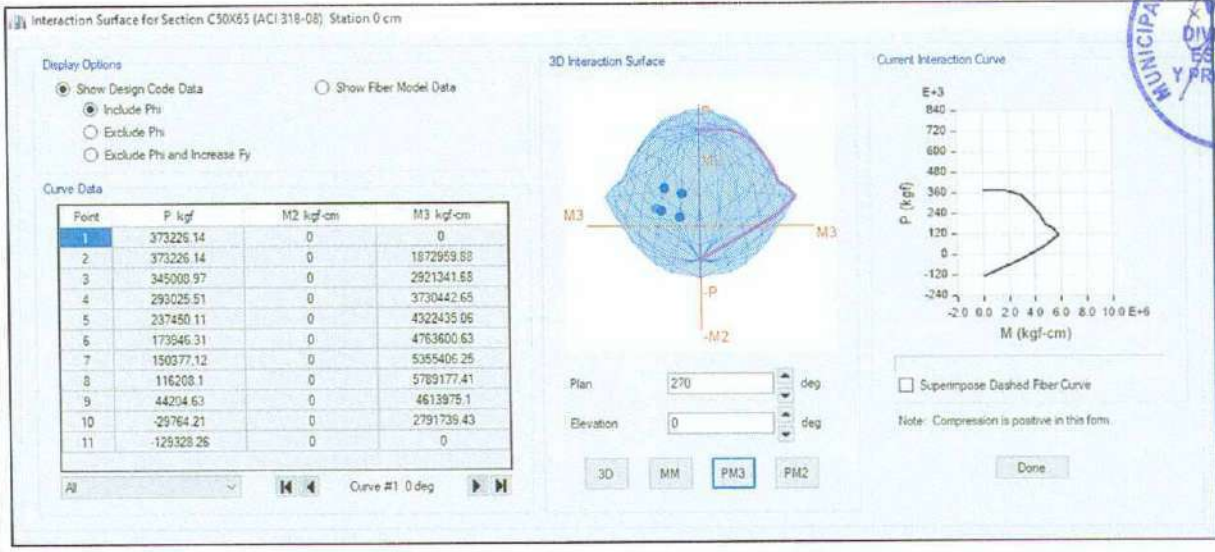 Interaction Surface for Section C50X65 (ACI 318-08) Station 0 cm
Display Options
Show Design Code Data
Show Fiber Model Data
Include Phi
Exclude Phi
Exclude Phi and Increase Fy
Curve Data
Point P kgf M2 kgf-cm M3 kgf-cm
1 373226.14 0 0
2 373226.14 0 1872959.88
3 345008.97 0 2921341.68
4 293025.51 0 3730442.65
5 237450.11 0 4322435.06
6 173946.31 0 4763600.63
7 150377.12 0 5355406.25
8 116208.1 0 5789177.41
9 44204.63 0 4613975.1
10 -29764.21 0 2791739.43
11 -129328.26 0 0
All
Curve #1 0 deg
3D Interaction Surface
M3
M3
-P
-M2
Plan 270 deg
Elevation 0 deg
3D MM PM3 PM2
Current Interaction Curve
E+3
840
720
600
480
360
240
120
0
-120
-240
P (kgf)
-2.0 0.0 2.0 4.0 6.0 8.0 10.0 E+6
M (kgf-cm)
Superimpose Dashed Fiber Curve
Note: Compression is positive in this form.
Done
MUNICIPA
DIV
ES
Y PR